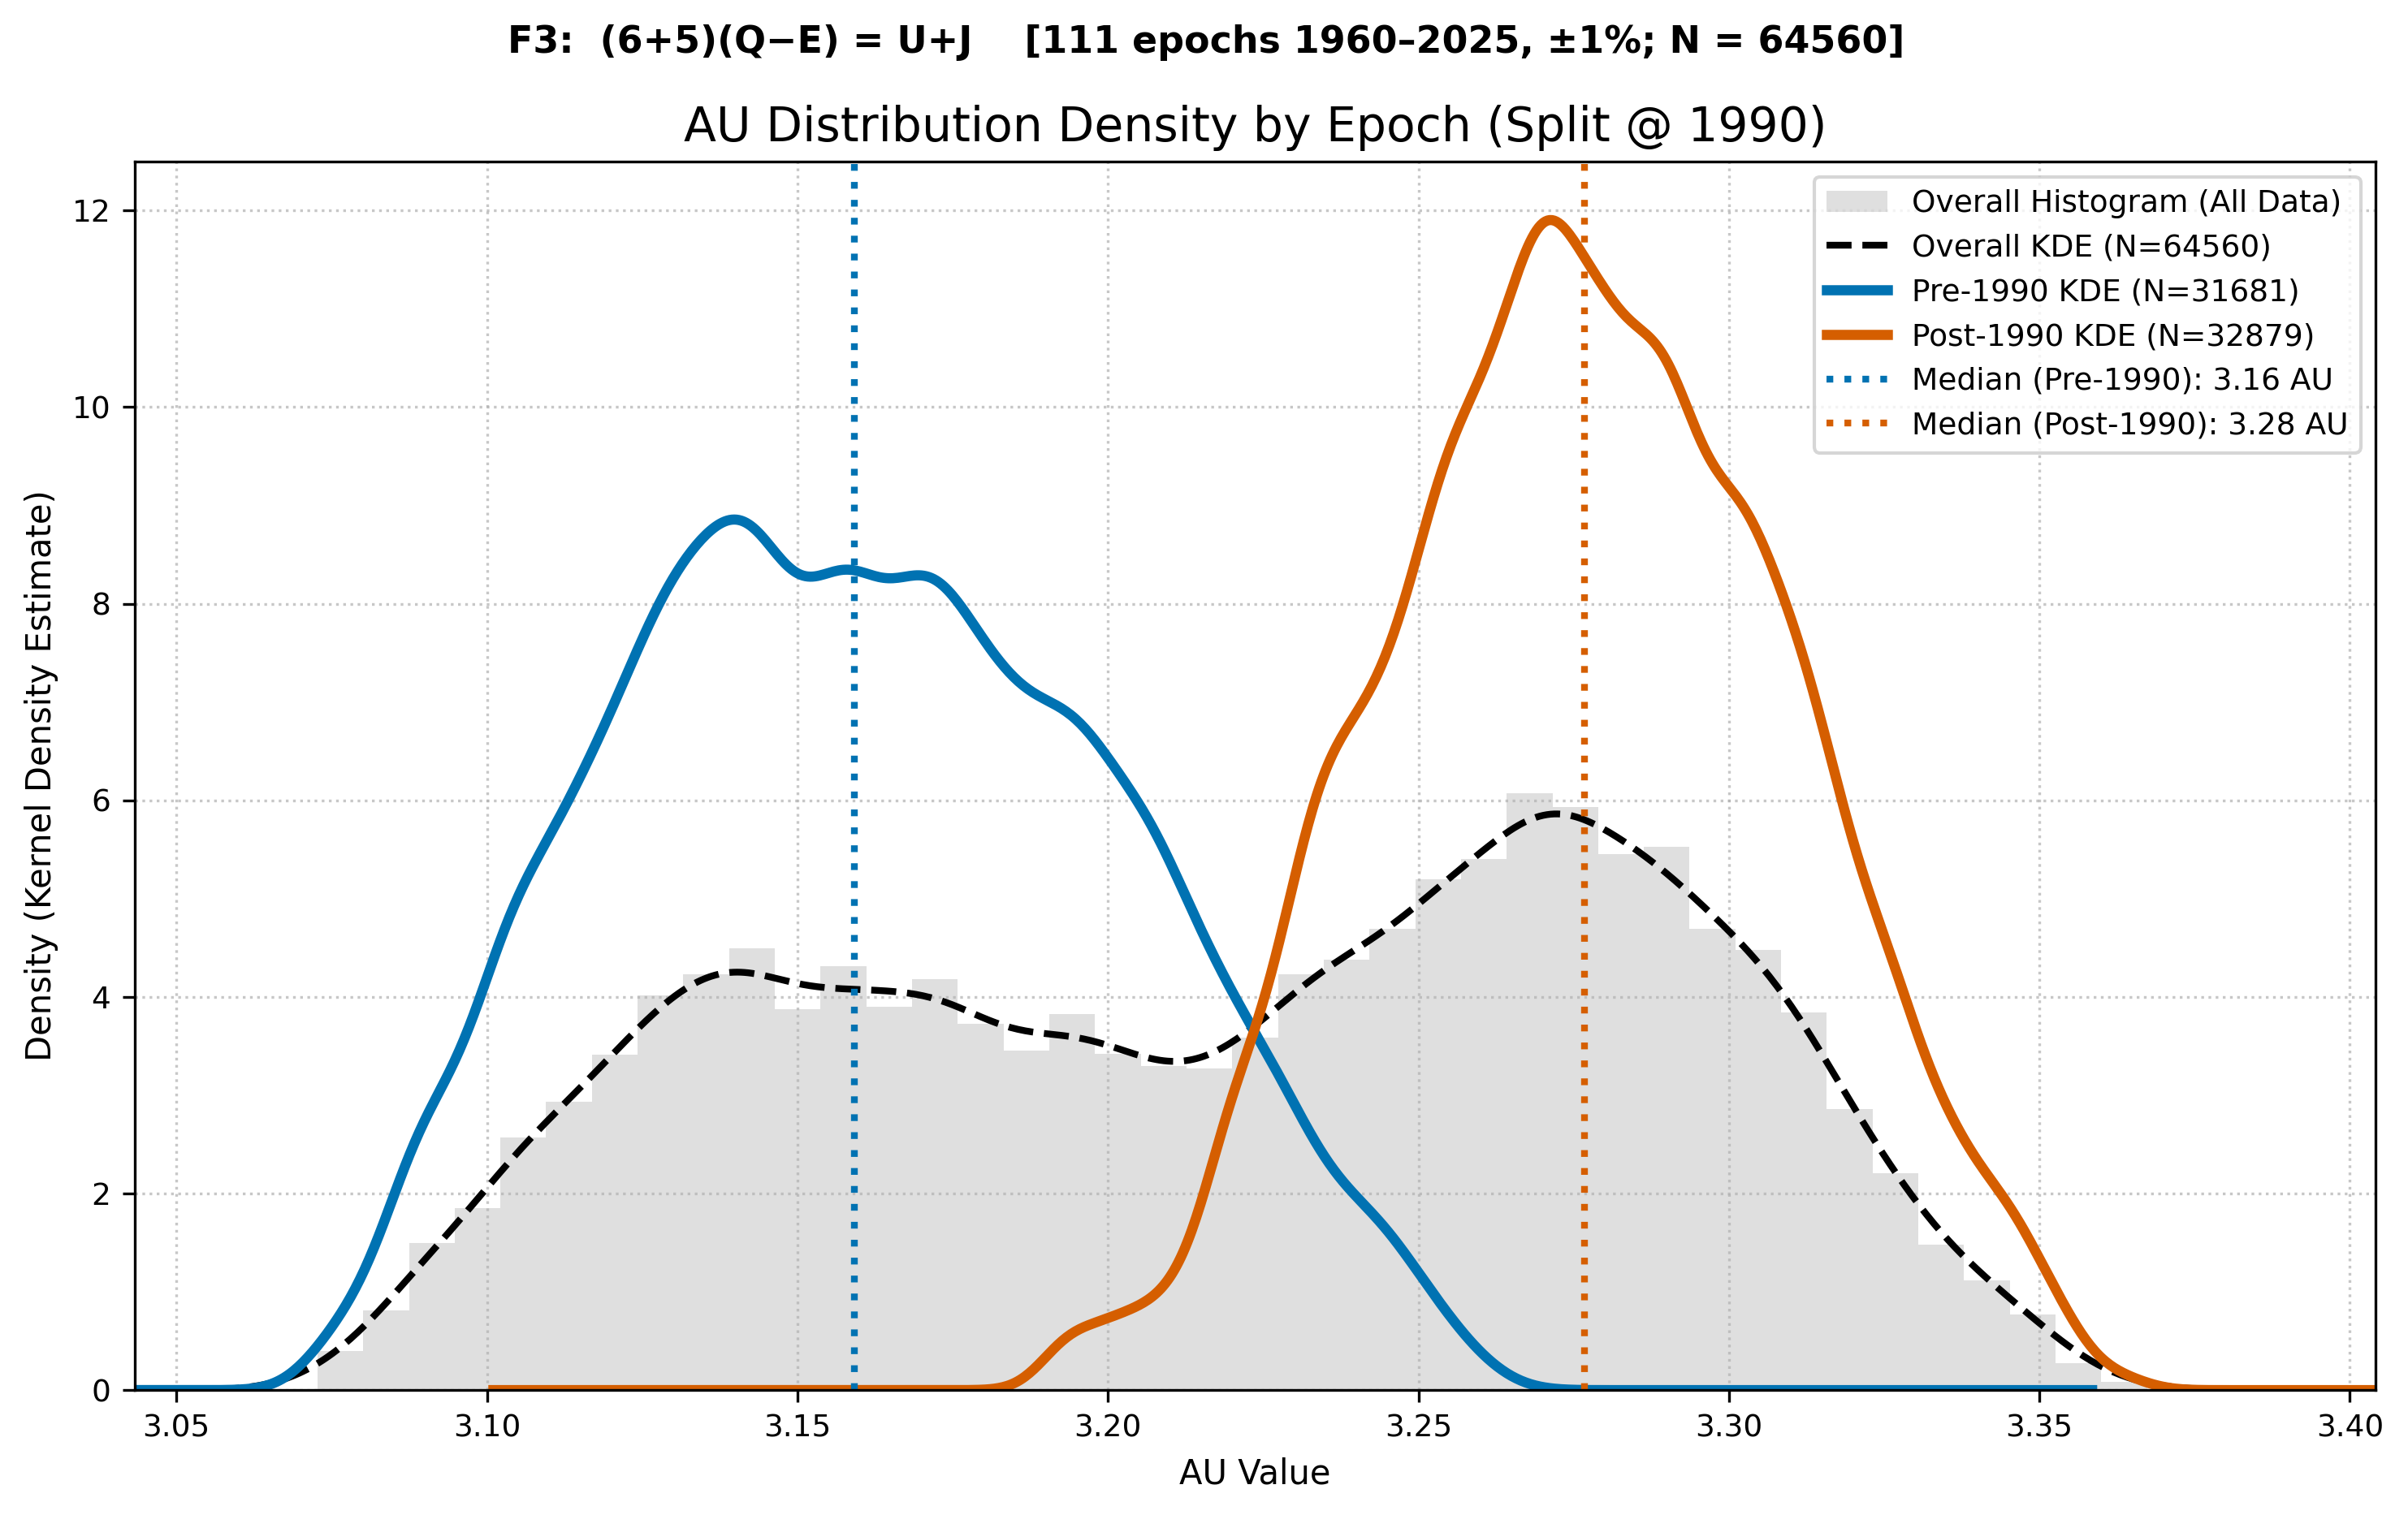 F3:  (6+5)(Q−E) = U+J    [111 epochs 1960–2025, ±1%; N = 64560]
AU Distribution Density by Epoch (Split @ 1990)
Overall Histogram (All Data)
Overall KDE (N=64560)
Pre-1990 KDE (N=31681)
Post-1990 KDE (N=32879)
Median (Pre-1990): 3.16 AU
Median (Post-1990): 3.28 AU
Density (Kernel Density Estimate)
12
10
8
6
4
2
0
3.05 3.10 3.15 3.20 3.25 3.30 3.35 3.40
AU Value